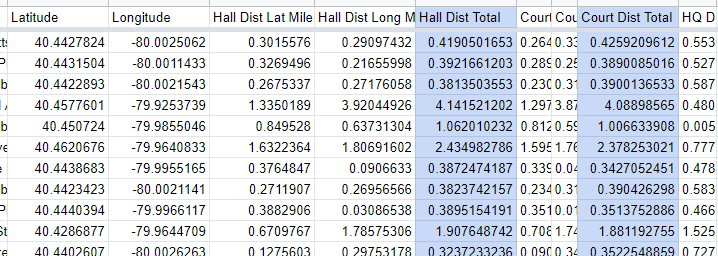 Latitude Longitude Hall Dist Lat Mile Hall Dist Long M Hall Dist Total Court Cou Court Dist Total HQ D
40.4427824 -80.0025062 0.3015576 0.29097432 0.4190501653 0.264 0.33 0.4259209612 0.553
40.4431504 -80.0011433 0.3269496 0.21655998 0.3921661203 0.289 0.25 0.3890085016 0.527
40.4422893 -80.0021543 0.2675337 0.27176058 0.3813503553 0.230 0.31 0.3900136533 0.587
40.4577601 -79.9253979 1.3350189 3.92044926 4.141521202 1.297 3.87 4.08898565 0.480
40.450724 -79.9855046 0.849528 0.63731304 1.062010232 0.812 0.59 1.006633908 0.005
40.4620676 -79.9640833 1.6322364 1.80691602 2.434982786 1.595 1.76 2.378253021 0.777
40.4438683 -79.9955165 0.3764847 0.0906633 0.3872474187 0.339 0.04 0.3427052451 0.478
40.4423423 -80.0021141 0.2711907 0.26956566 0.3823742157 0.234 0.31 0.390426298 0.583
40.4440394 -79.9966117 0.3882906 0.03086538 0.3895154191 0.351 0.01 0.3513752886 0.466
40.4286877 -79.9644709 0.6709767 1.78575306 1.907648742 0.708 1.74 1.881192755 1.525
40.4402607 -80.0026263 0.1275603 0.29753178 0.3237233236 0.090 0.34 0.3522548859 0.727